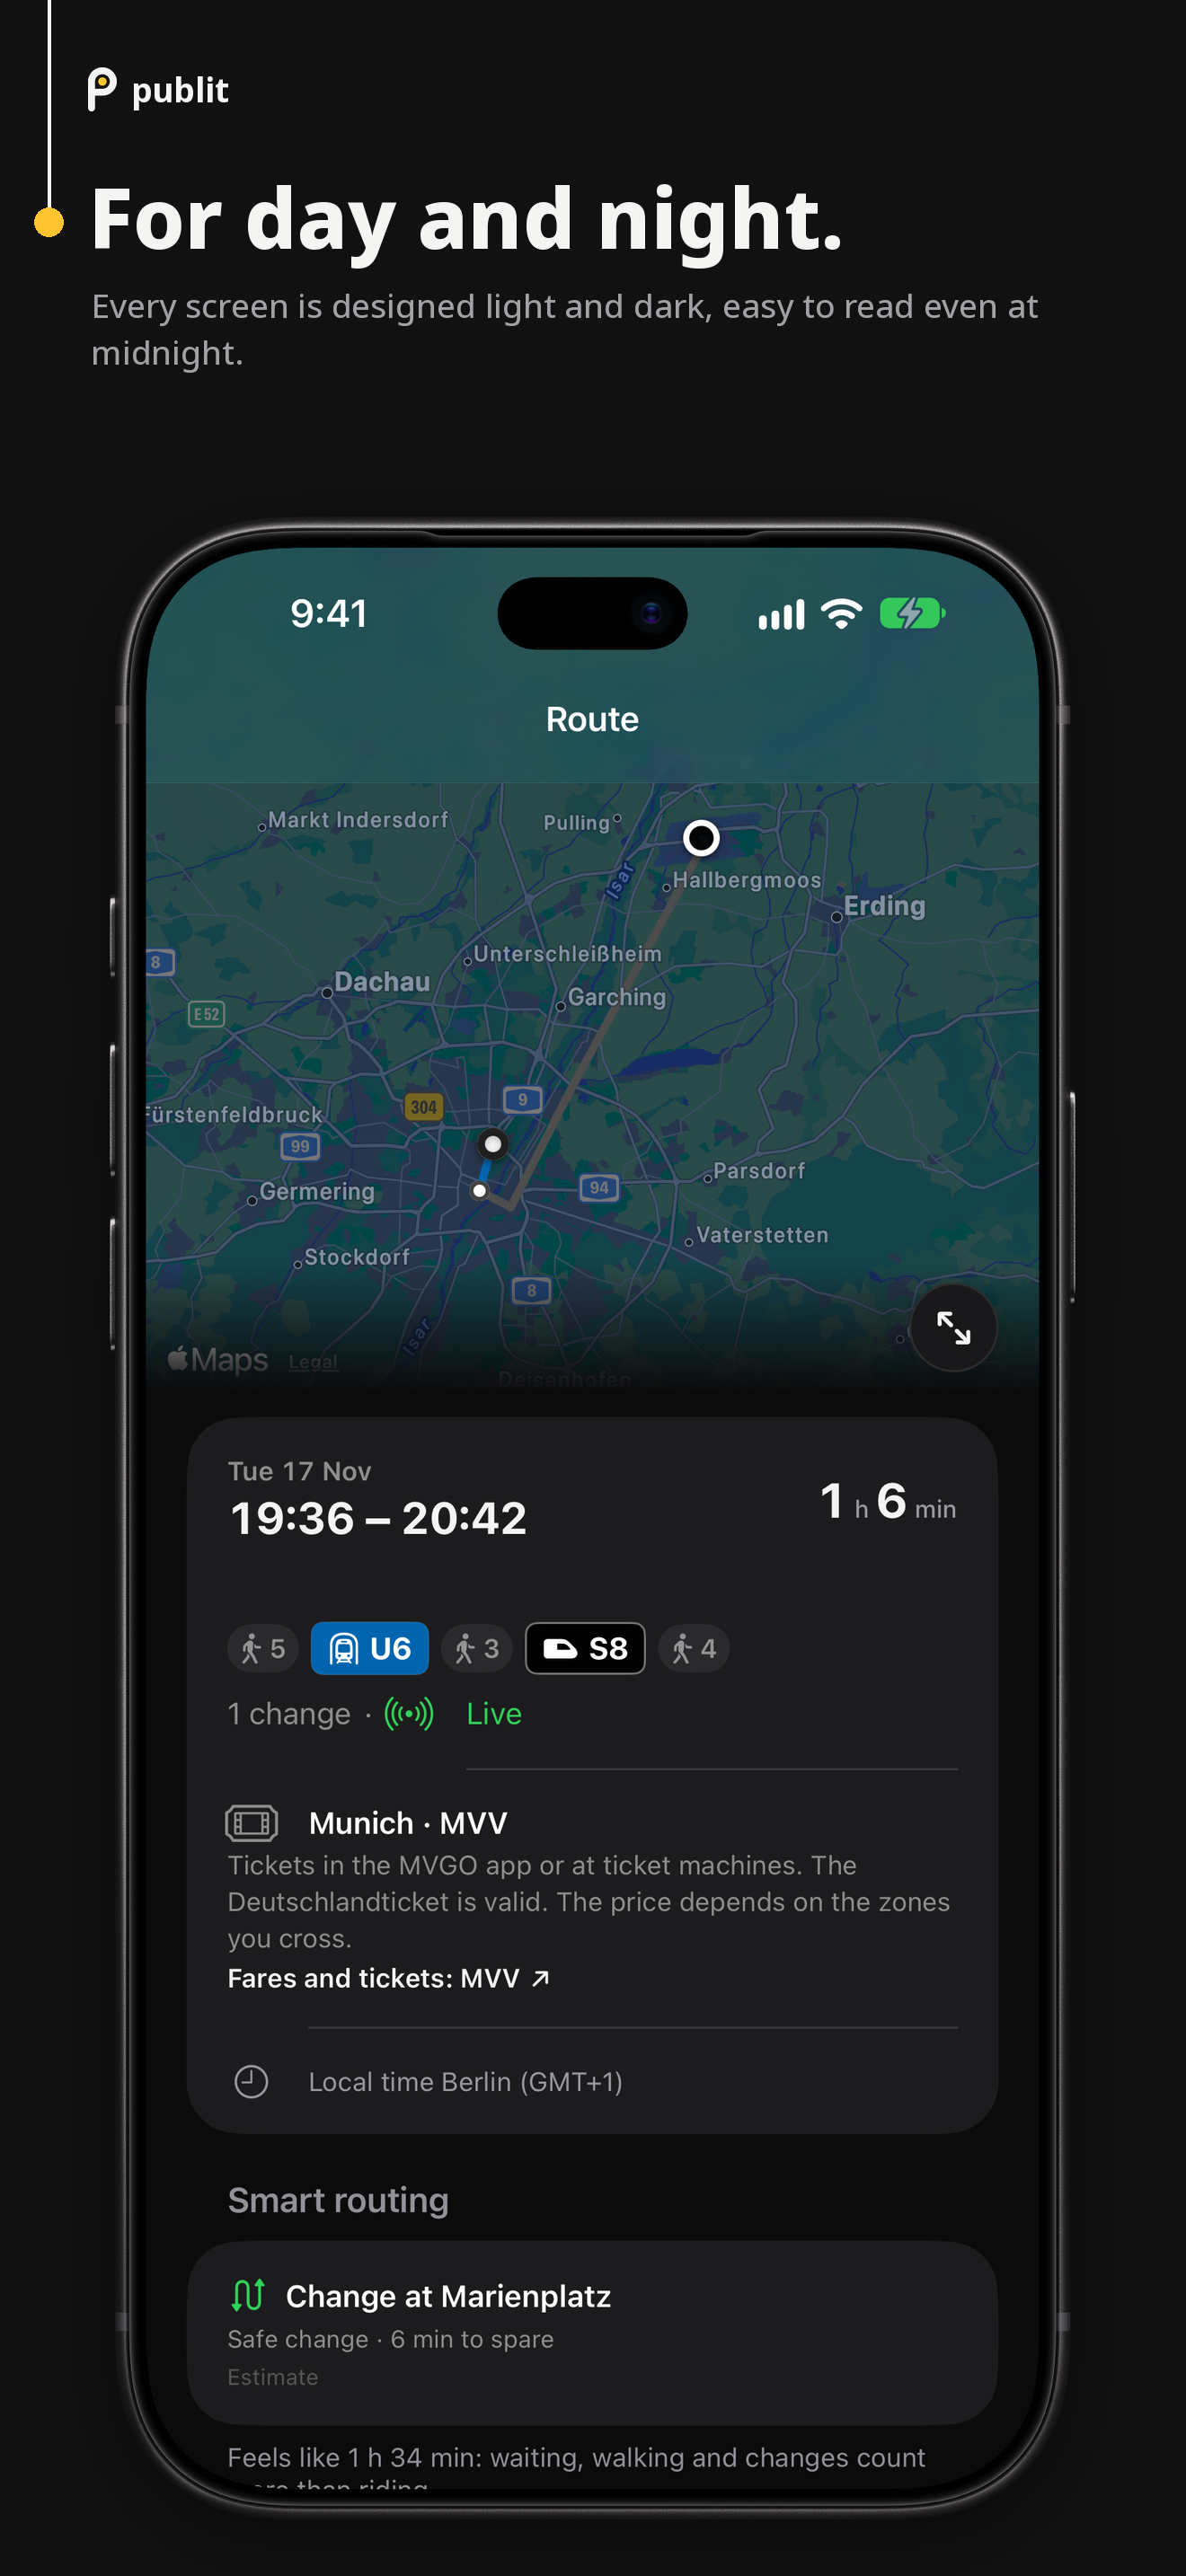 publit
For day and night.
Every screen is designed light and dark, easy to read even at
midnight.
9:41
Route
Markt Indersdorf
Pulling
Isar
Hallbergmoos
Erding
8
Unterschleißheim
Dachau
Garching
E 52
304
9
Fürstenfeldbruck
99
Parsdorf
94
Germering
Vaterstetten
Stockdorf
8
Isar
Maps Legal
Deisenhofen
Tue 17 Nov
19:36 – 20:42
1 h 6 min
5 U6 3 S8 4
1 change · Live
Munich · MVV
Tickets in the MVGO app or at ticket machines. The
Deutschlandticket is valid. The price depends on the zones
you cross.
Fares and tickets: MVV ↗
Local time Berlin (GMT+1)
Smart routing
Change at Marienplatz
Safe change · 6 min to spare
Estimate
Feels like 1 h 34 min: waiting, walking and changes count
than riding